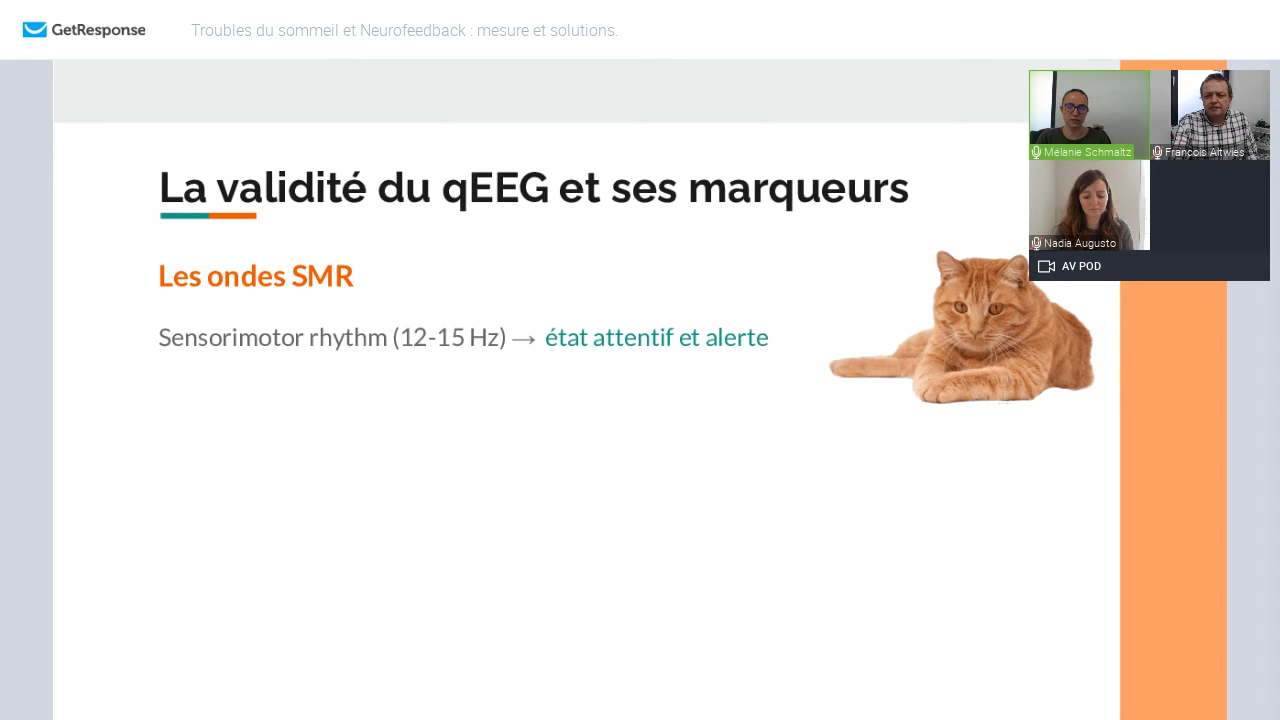 GetResponse
Troubles du sommeil et Neurofeedback : mesure et solutions.
La validité du qEEG et ses marqueurs
Les ondes SMR
Sensorimotor rhythm (12-15 Hz) → état attentif et alerte
Mélanie Schmaltz
François Altwies
Nadia Augusto
AV POD